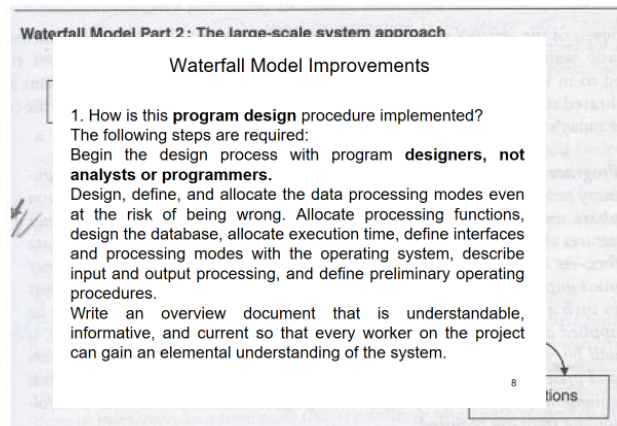 Waterfall Model Part 2: The large-scale system approach
Waterfall Model Improvements
1. How is this program design procedure implemented?
The following steps are required:
Begin the design process with program designers, not
analysts or programmers.
Design, define, and allocate the data processing modes even
at the risk of being wrong. Allocate processing functions,
design the database, allocate execution time, define interfaces
and processing modes with the operating system, describe
input and output processing, and define preliminary operating
procedures.
Write an overview document that is understandable,
informative, and current so that every worker on the project
can gain an elemental understanding of the system.
8
tions